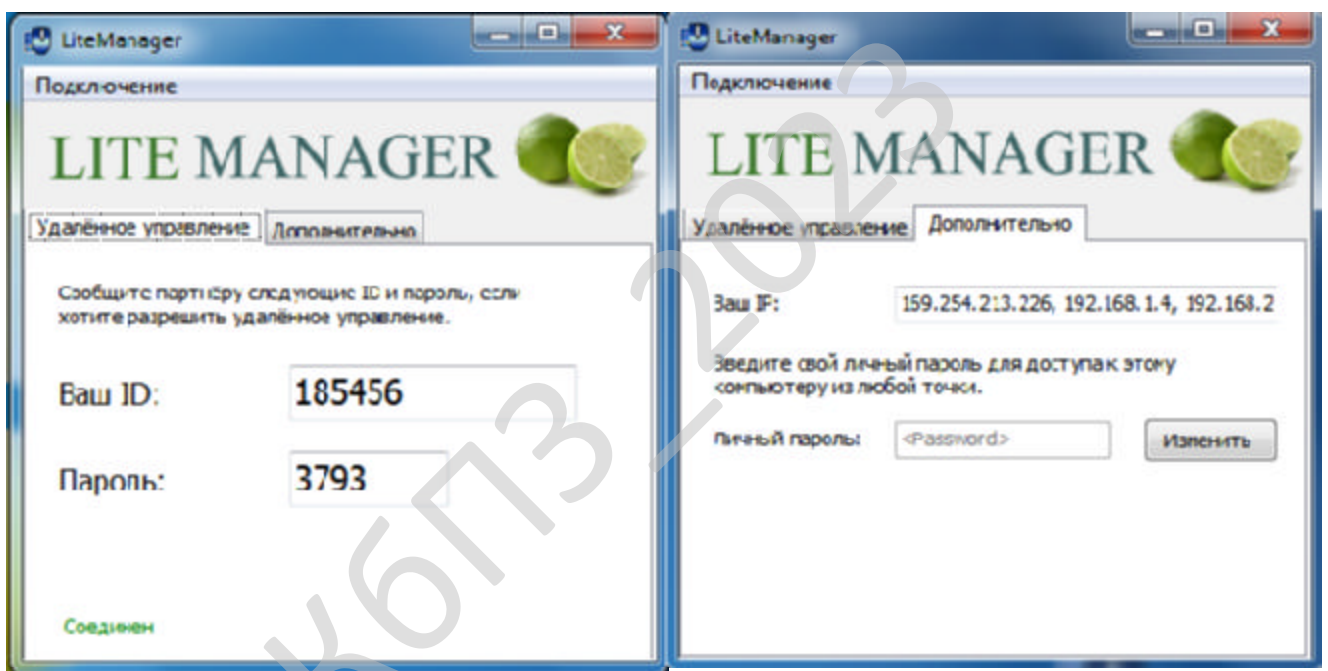 LiteManager
Подключение
LITE MANAGER
Удалённое управление Дополнительно
Сообщите партнёру следующие ID и пароль, если
хотите разрешить удалённое управление.
Ваш ID: 185456
Пароль: 3793
Соединен
LiteManager
Подключение
LITE MANAGER
Удалённое управление Дополнительно
Ваш IP: 159.254.213.226, 192.168.1.4, 192.168.2
Введите свой личный пароль для доступа к этому
компьютеру из любой точки.
Личный пароль: <Password> Изменить
КбПЗ_2023